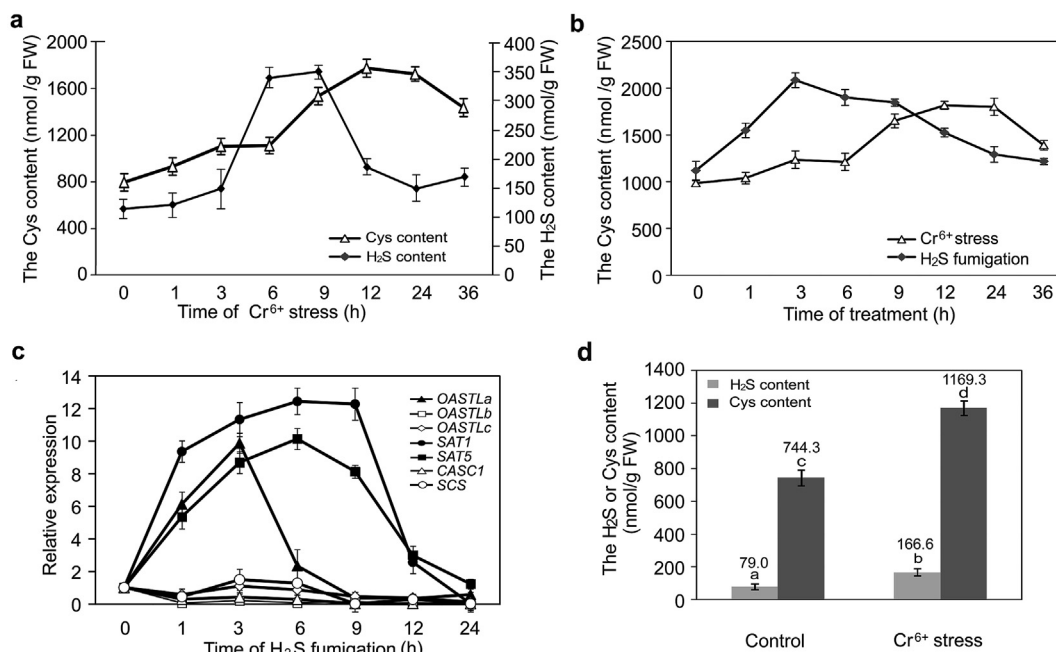 a
The Cys content (nmol /g FW)
2000
1600
1200
800
400
0
400
350
300
250
200
150
100
50
0
The H2S content (nmol/g FW)
Cys content
H2S content
0 1 3 6 9 12 24 36
Time of Cr6+ stress (h)
b
The Cys content (nmol /g FW)
2500
2000
1500
1000
500
0
Cr6+ stress
H2S fumigation
0 1 3 6 9 12 24 36
Time of treatment (h)
c
Relative expression
14
12
10
8
6
4
2
0
OASTLa
OASTLb
OASTLc
SAT1
SAT5
CASC1
SCS
0 1 3 6 9 12 24
Time of H2S fumigation (h)
d
The H2S or Cys content
(nmol/g FW)
1400
1200
1000
800
600
400
200
0
H2S content
Cys content
79.0
a
744.3
c
166.6
b
1169.3
d
Control Cr6+ stress